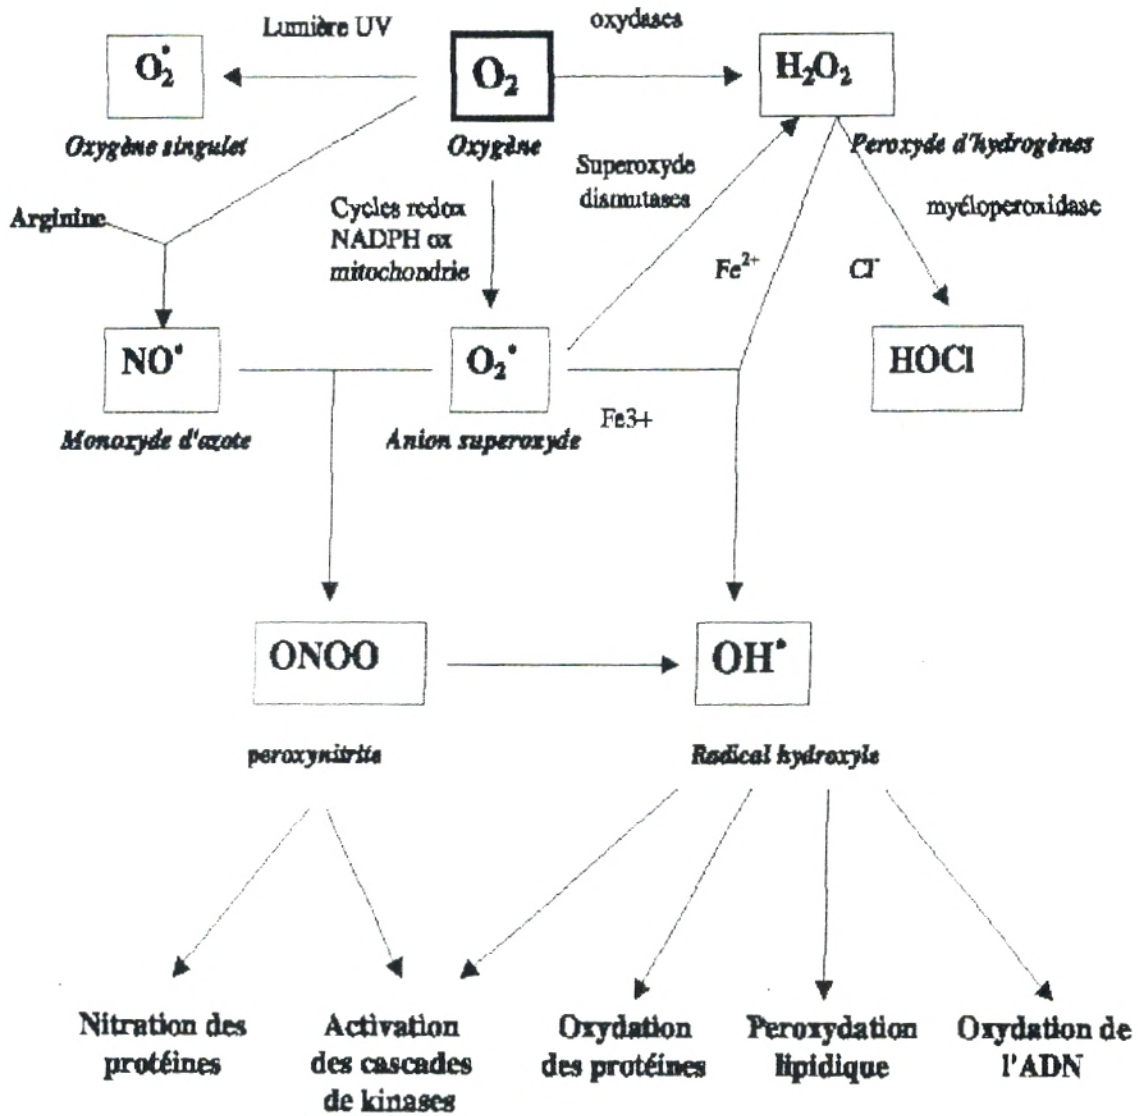 Lumière UV
oxydases
O₂•
O₂
H₂O₂
Oxygène singulet
Oxygène
Peroxyde d'hydrogènes
Superoxyde
dismutases
Arginine
Cycles redox
NADPH ox
mitochondrie
myéloperoxidase
Fe²⁺
Cl⁻
NO•
O₂•
HOCl
Monoxyde d'azote
Anion superoxyde
Fe3+
ONOO
OH•
peroxynitrite
Radical hydroxyle
Nitration des
protéines
Activation
des cascades
de kinases
Oxydation
des protéines
Peroxydation
lipidique
Oxydation de
l'ADN